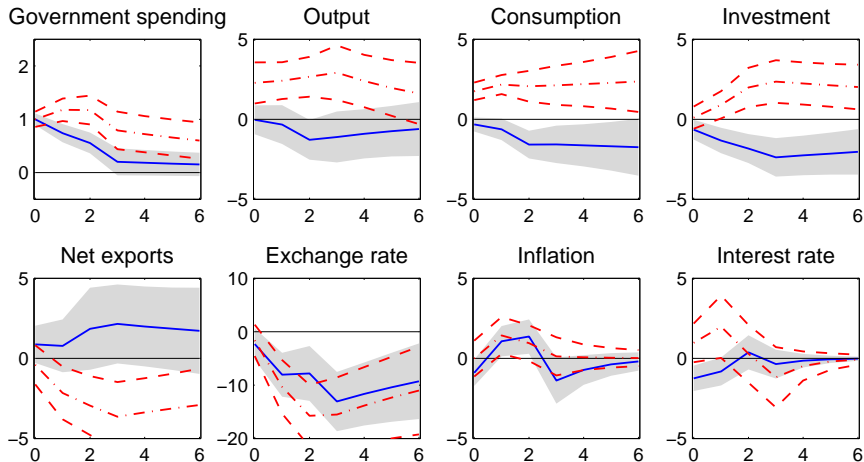 Government spending Output Consumption Investment
2 5 5 5
1 0 0 0
0 −5 −5 −5
0 2 4 6 0 2 4 6 0 2 4 6 0 2 4 6
Net exports Exchange rate Inflation Interest rate
5 10 5 5
0 0 0 0
−10
−5 −20 −5 −5
0 2 4 6 0 2 4 6 0 2 4 6 0 2 4 6